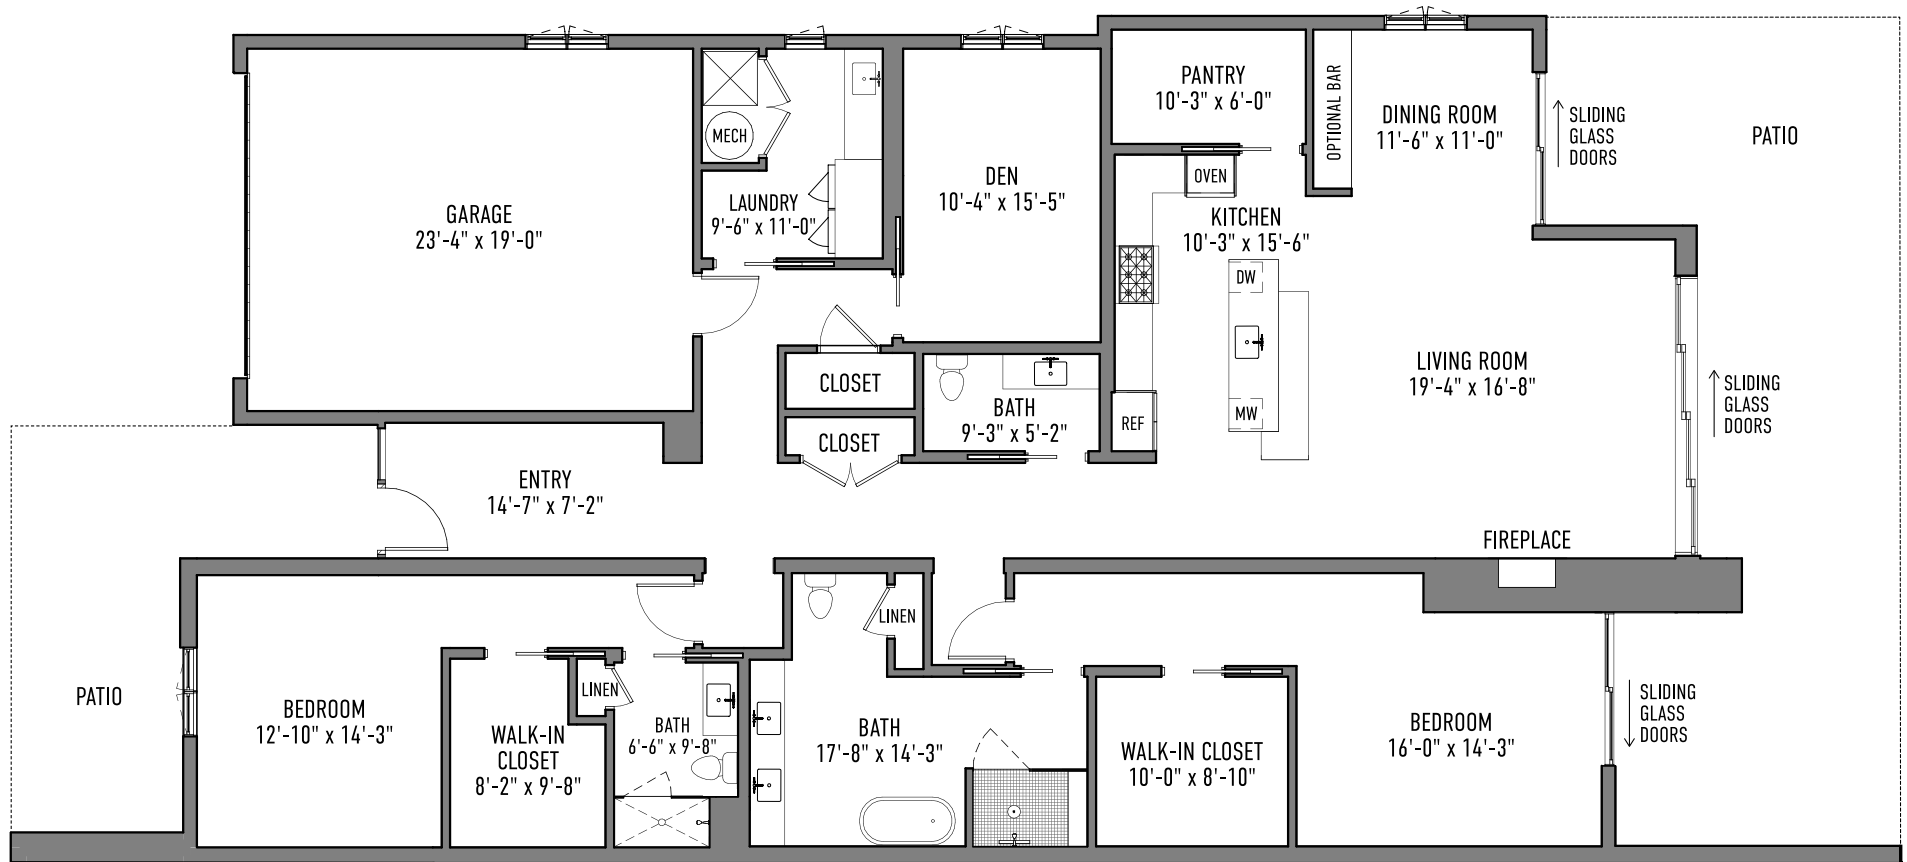 PANTRY
10'-3" x 6'-0"
OPTIONAL BAR
DINING ROOM
11'-6" x 11'-0"
SLIDING
GLASS
DOORS
PATIO
MECH
GARAGE
23'-4" x 19'-0"
LAUNDRY
9'-6" x 11'-0"
DEN
10'-4" x 15'-5"
OVEN
KITCHEN
10'-3" x 15'-6"
DW
MW
REF
LIVING ROOM
19'-4" x 16'-8"
SLIDING
GLASS
DOORS
CLOSET
CLOSET
BATH
9'-3" x 5'-2"
ENTRY
14'-7" x 7'-2"
FIREPLACE
PATIO
BEDROOM
12'-10" x 14'-3"
WALK-IN
CLOSET
8'-2" x 9'-8"
LINEN
BATH
6'-6" x 9'-8"
LINEN
BATH
17'-8" x 14'-3"
WALK-IN CLOSET
10'-0" x 8'-10"
BEDROOM
16'-0" x 14'-3"
SLIDING
GLASS
DOORS